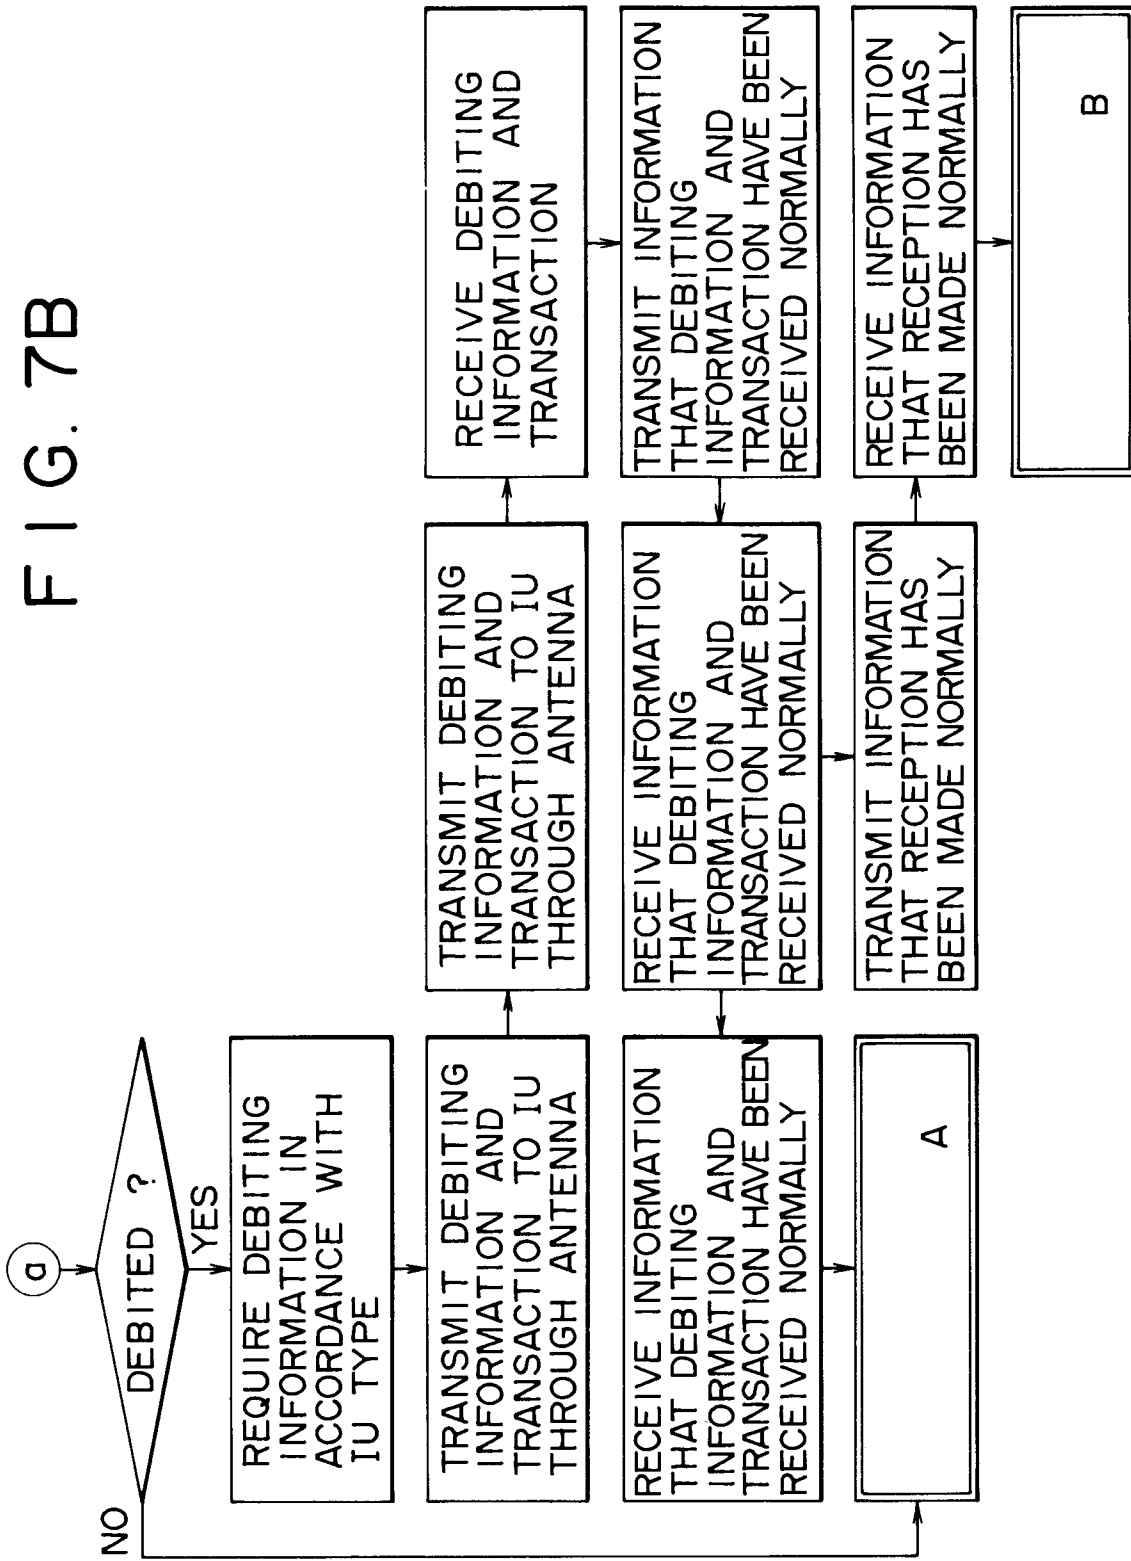 FIG. 7B
a
DEBITED ?
NO
YES
REQUIRE DEBITING
INFORMATION IN
ACCORDANCE WITH
IU TYPE
TRANSMIT DEBITING
INFORMATION AND
TRANSACTION TO IU
THROUGH ANTENNA
TRANSMIT DEBITING
INFORMATION AND
TRANSACTION TO IU
THROUGH ANTENNA
RECEIVE DEBITING
INFORMATION AND
TRANSACTION
RECEIVE INFORMATION
THAT DEBITING
INFORMATION AND
TRANSACTION HAVE BEEN
RECEIVED NORMALLY
RECEIVE INFORMATION
THAT DEBITING
INFORMATION AND
TRANSACTION HAVE BEEN
RECEIVED NORMALLY
TRANSMIT INFORMATION
THAT DEBITING
INFORMATION AND
TRANSACTION HAVE BEEN
RECEIVED NORMALLY
A
TRANSMIT INFORMATION
THAT RECEPTION HAS
BEEN MADE NORMALLY
RECEIVE INFORMATION
THAT RECEPTION HAS
BEEN MADE NORMALLY
B